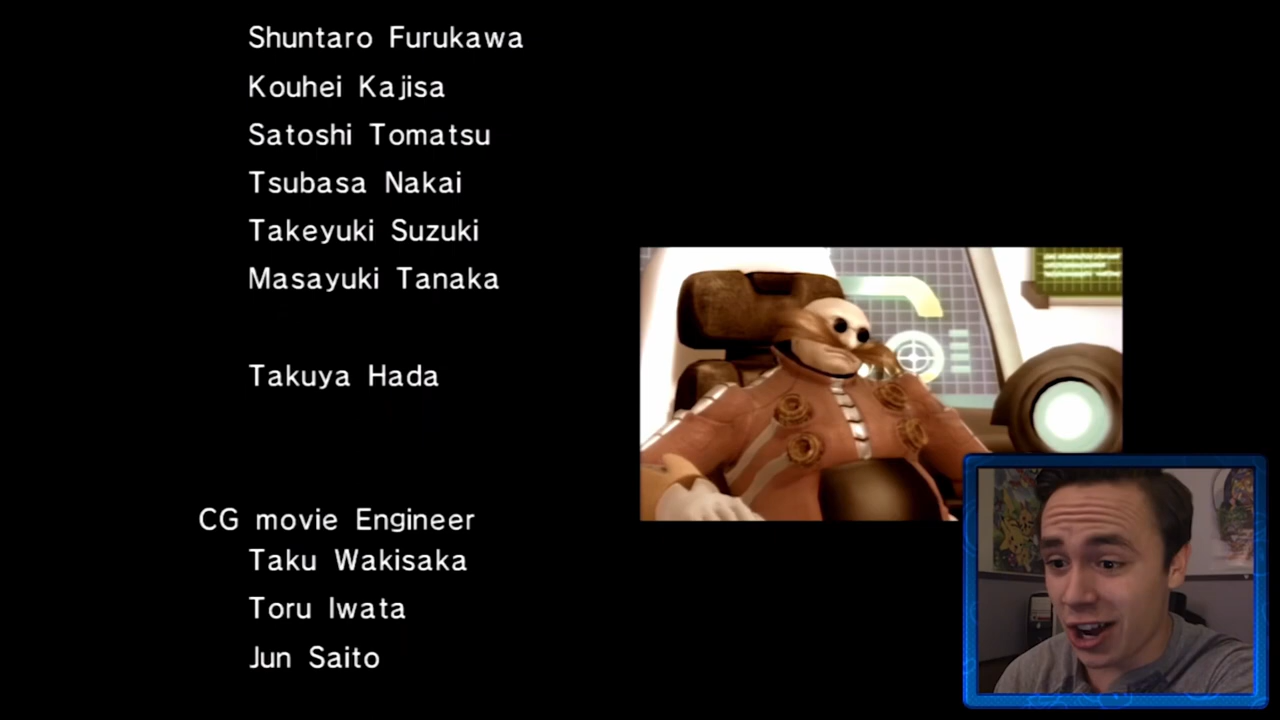 Shuntaro Furukawa
Kouhei Kajisa
Satoshi Tomatsu
Tsubasa Nakai
Takeyuki Suzuki
Masayuki Tanaka
Takuya Hada
CG movie Engineer
Taku Wakisaka
Toru Iwata
Jun Saito